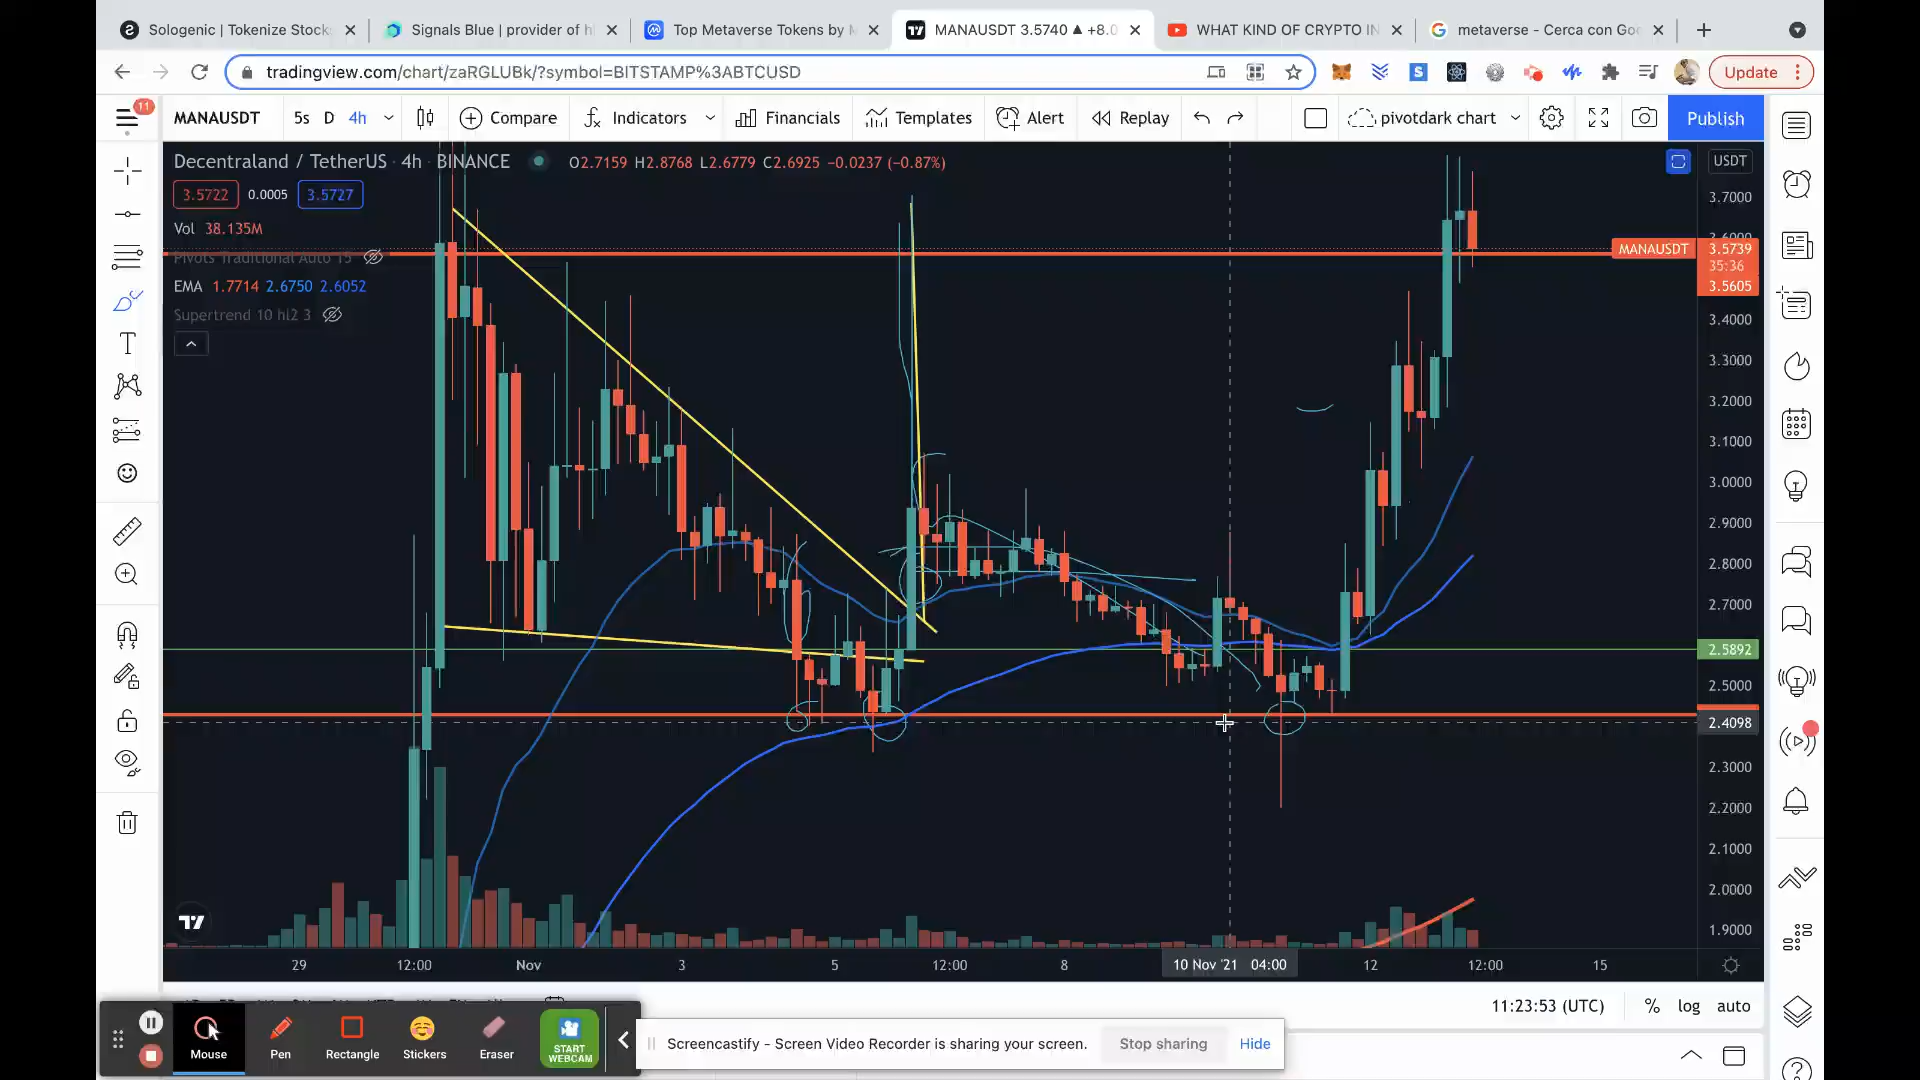 Sologenic | Tokenize Stock
Signals Blue | provider of h
Top Metaverse Tokens by
MANAUSDT 3.5740 ▲ +8.0
WHAT KIND OF CRYPTO IN
metaverse - Cerca con Goo
tradingview.com/chart/zaRGLUBk/?symbol=BITSTAMP%3ABTCUSD
Update
11
MANAUSDT
5s
D
4h
Compare
Indicators
Financials
Templates
Alert
Replay
pivotdark chart
Publish
Decentraland / TetherUS · 4h · BINANCE
O2.7159 H2.8768 L2.6779 C2.6925 −0.0237 (−0.87%)
USDT
3.5722
0.0005
3.5727
Vol 38.135M
Pivots Traditional Auto 15
EMA 1.7714 2.6750 2.6052
Supertrend 10 hl2 3
3.7000
3.6000
MANAUSDT
3.5739
35:36
3.5605
3.4000
3.3000
3.2000
3.1000
3.0000
2.9000
2.8000
2.7000
2.5892
2.5000
2.4098
2.3000
2.2000
2.1000
2.0000
1.9000
29
12:00
Nov
3
5
12:00
8
10 Nov '21 04:00
12
12:00
15
11:23:53 (UTC)
%
log
auto
Mouse
Pen
Rectangle
Stickers
Eraser
START
WEBCAM
Screencastify - Screen Video Recorder is sharing your screen.
Stop sharing
Hide